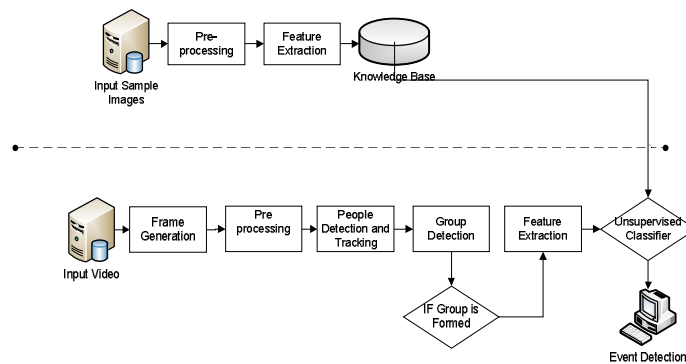 Pre-
processing
Feature
Extraction
Input Sample
Images
Knowledge Base
Frame
Generation
Pre
processing
People
Detection and
Tracking
Group
Detection
Feature
Extraction
Unsupervised
Classifier
Input Video
IF Group is
Formed
Event Detection